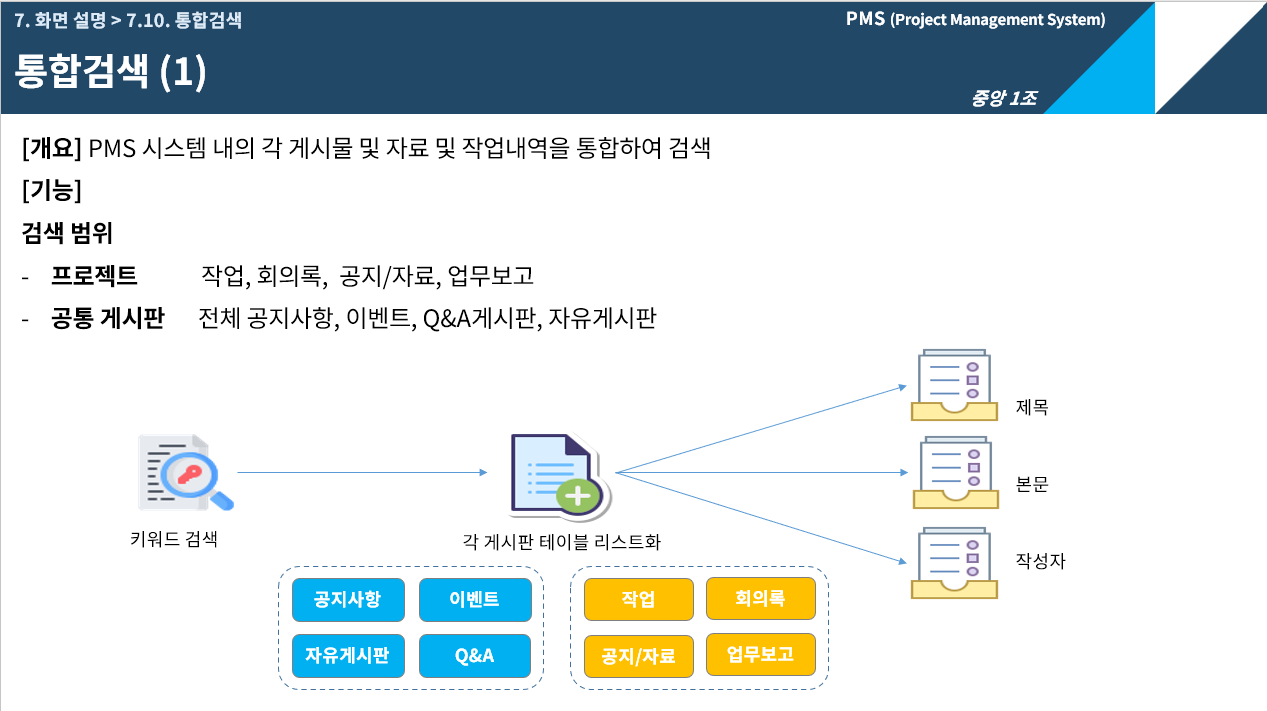 7. 화면 설명 > 7.10. 통합검색
PMS (Project Management System)
통합검색 (1)
중앙 1조
[개요] PMS 시스템 내의 각 게시물 및 자료 및 작업내역을 통합하여 검색
[기능]
검색 범위
- 프로젝트 작업, 회의록, 공지/자료, 업무보고
- 공통 게시판 전체 공지사항, 이벤트, Q&A게시판, 자유게시판
제목
본문
작성자
키워드 검색
각 게시판 테이블 리스트화
공지사항 이벤트
자유게시판 Q&A
작업 회의록
공지/자료 업무보고